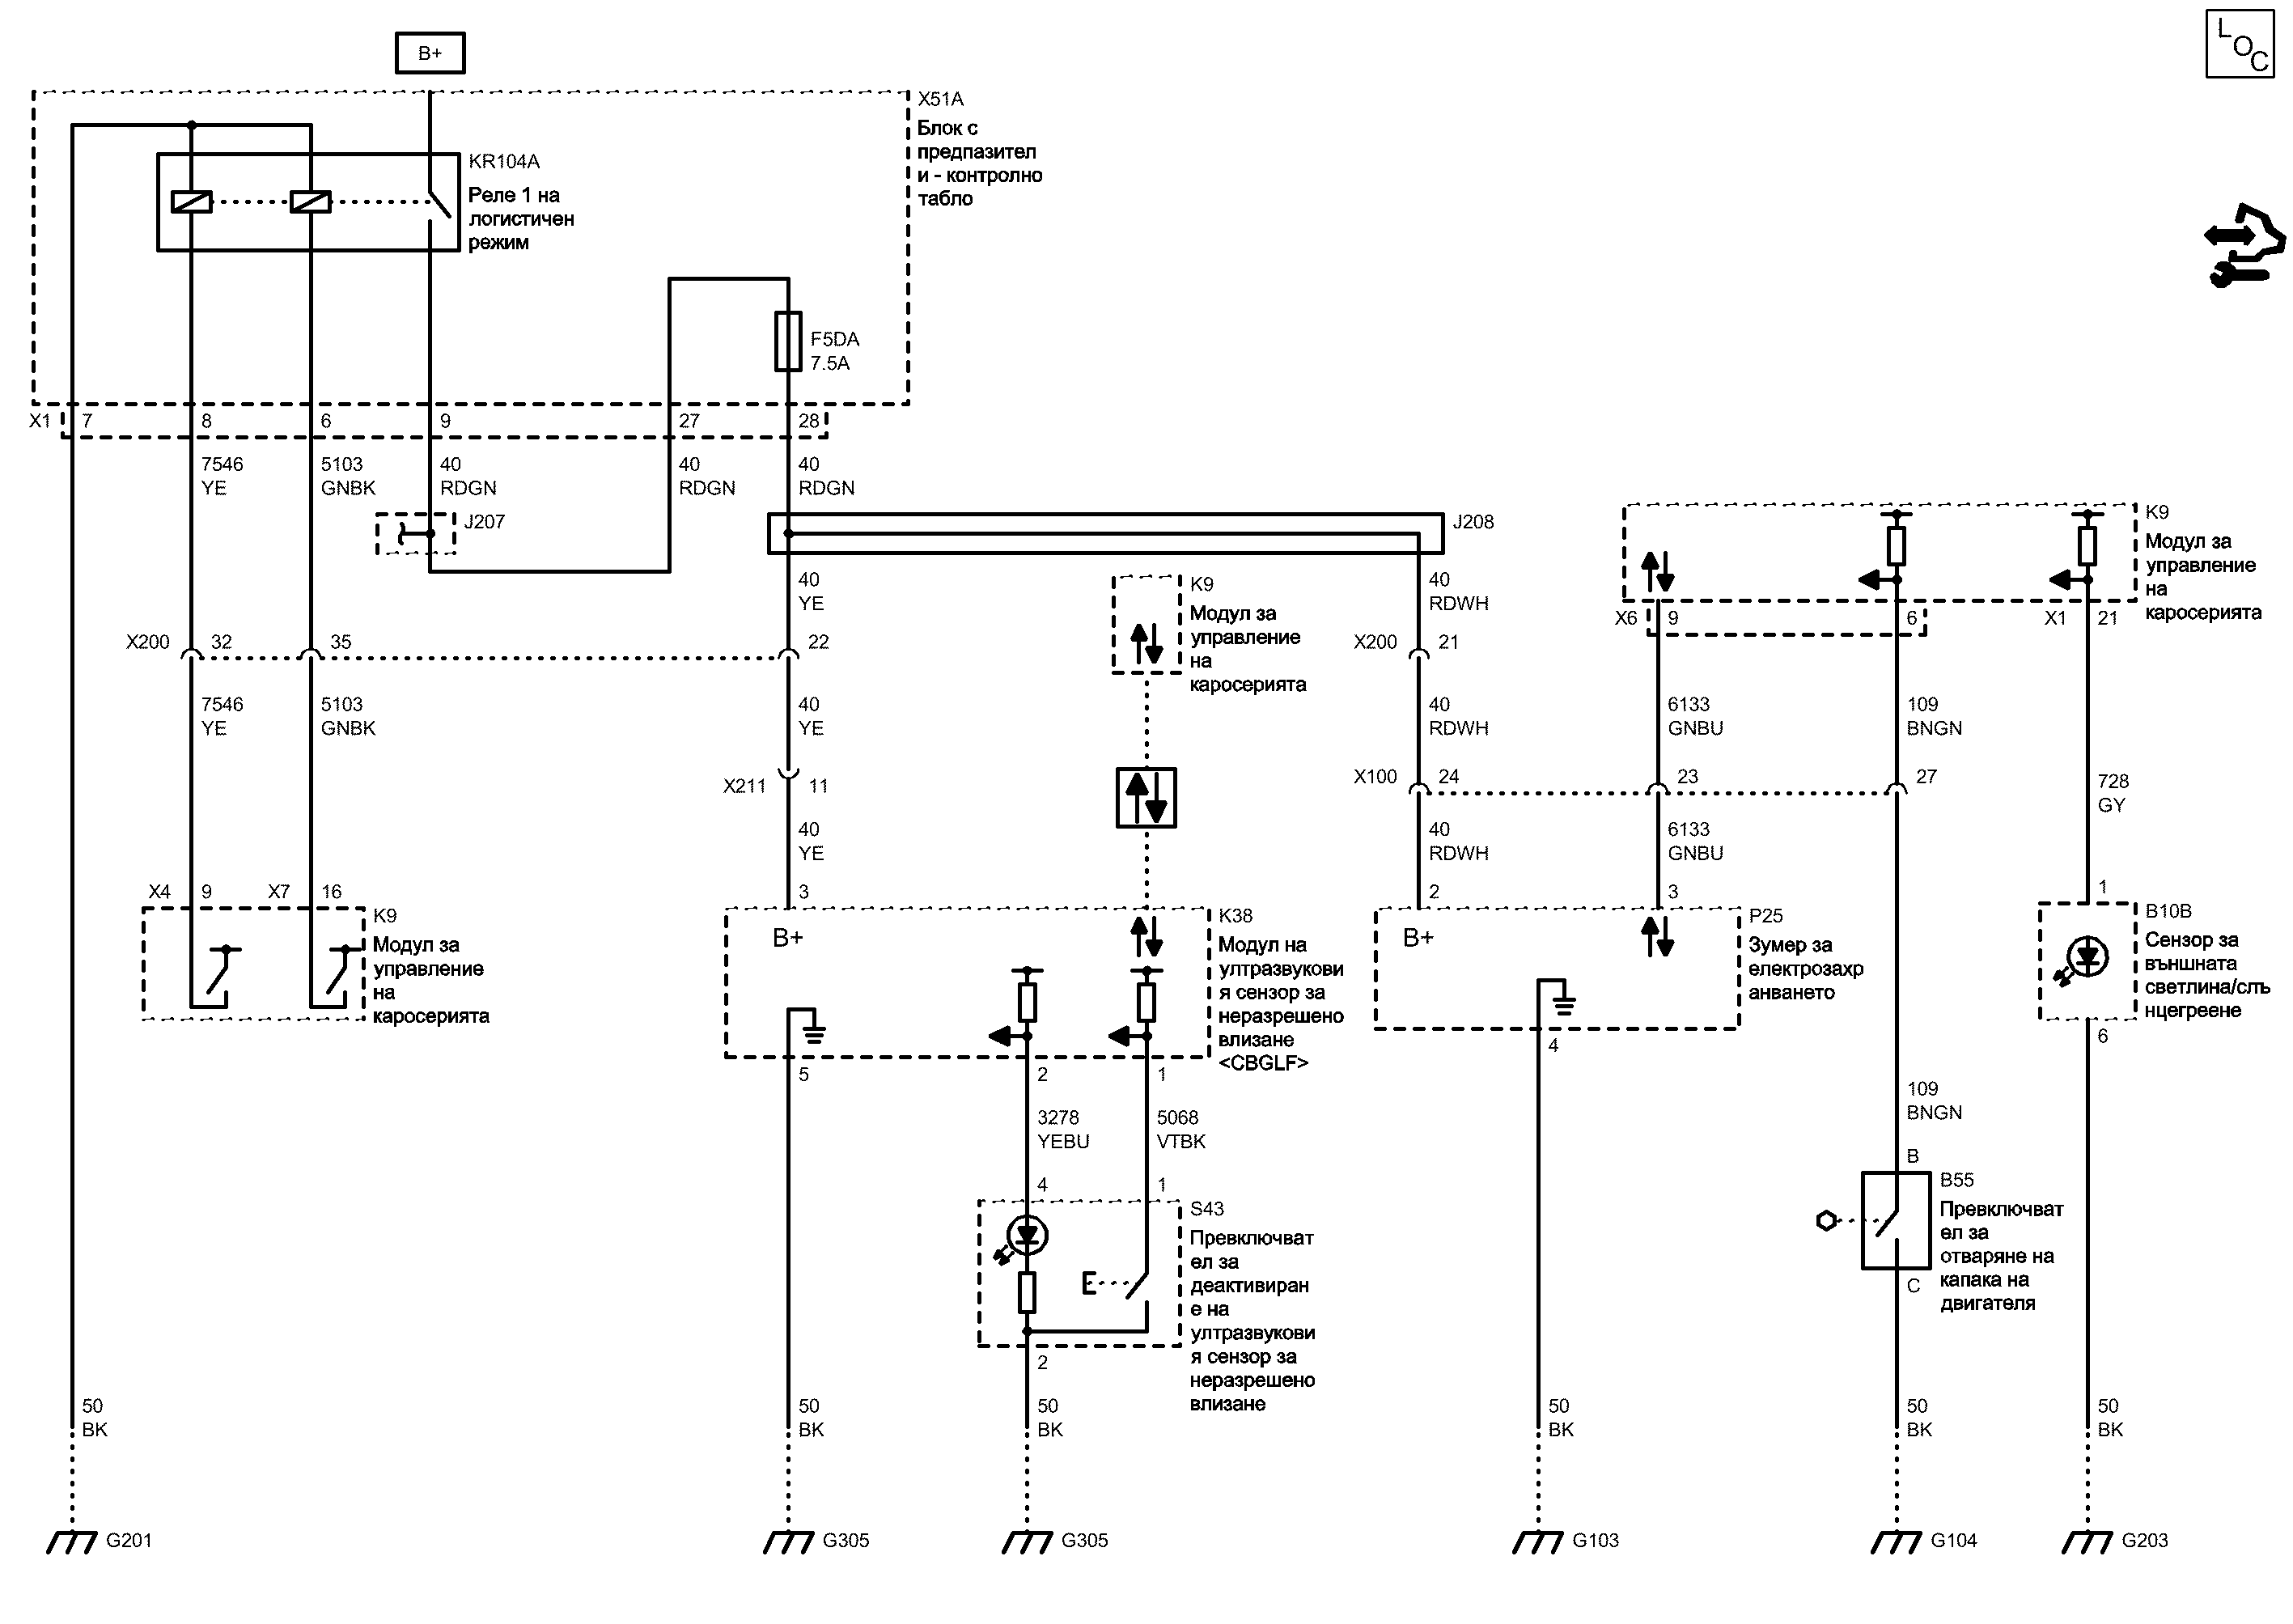 B+
LOC
X51A
Блок с
предпазител
и - контролно
табло
KR104A
Реле 1 на
логистичен
режим
F5DA
7.5A
X1
7
8
6
9
27
28
7546
YE
5103
GNBK
40
RDGN
40
RDGN
40
RDGN
J207
J208
K9
Модул за
управление
на
каросерията
40
YE
K9
Модул за
управление
на
каросерията
40
RDWH
X6
9
6
X1
21
X200
32
35
22
X200
21
7546
YE
5103
GNBK
40
YE
40
RDWH
6133
GNBU
109
BNGN
X211
11
X100
24
23
27
728
GY
40
YE
40
RDWH
6133
GNBU
X4
9
X7
16
3
2
3
1
K9
Модул за
управление
на
каросерията
B+
K38
Модул на
ултразвукови
я сензор за
неразрешено
влизане
<CBGLF>
B+
P25
Зумер за
електрозахр
анването
B10B
Сензор за
външната
светлина/слъ
нцегреене
5
2
1
4
6
3278
YEBU
5068
VTBK
109
BNGN
4
1
B
S43
Превключват
ел за
деактивиран
е на
ултразвукови
я сензор за
неразрешено
влизане
B55
Превключват
ел за
отваряне на
капака на
двигателя
C
2
50
BK
50
BK
50
BK
50
BK
50
BK
50
BK
G201
G305
G305
G103
G104
G203